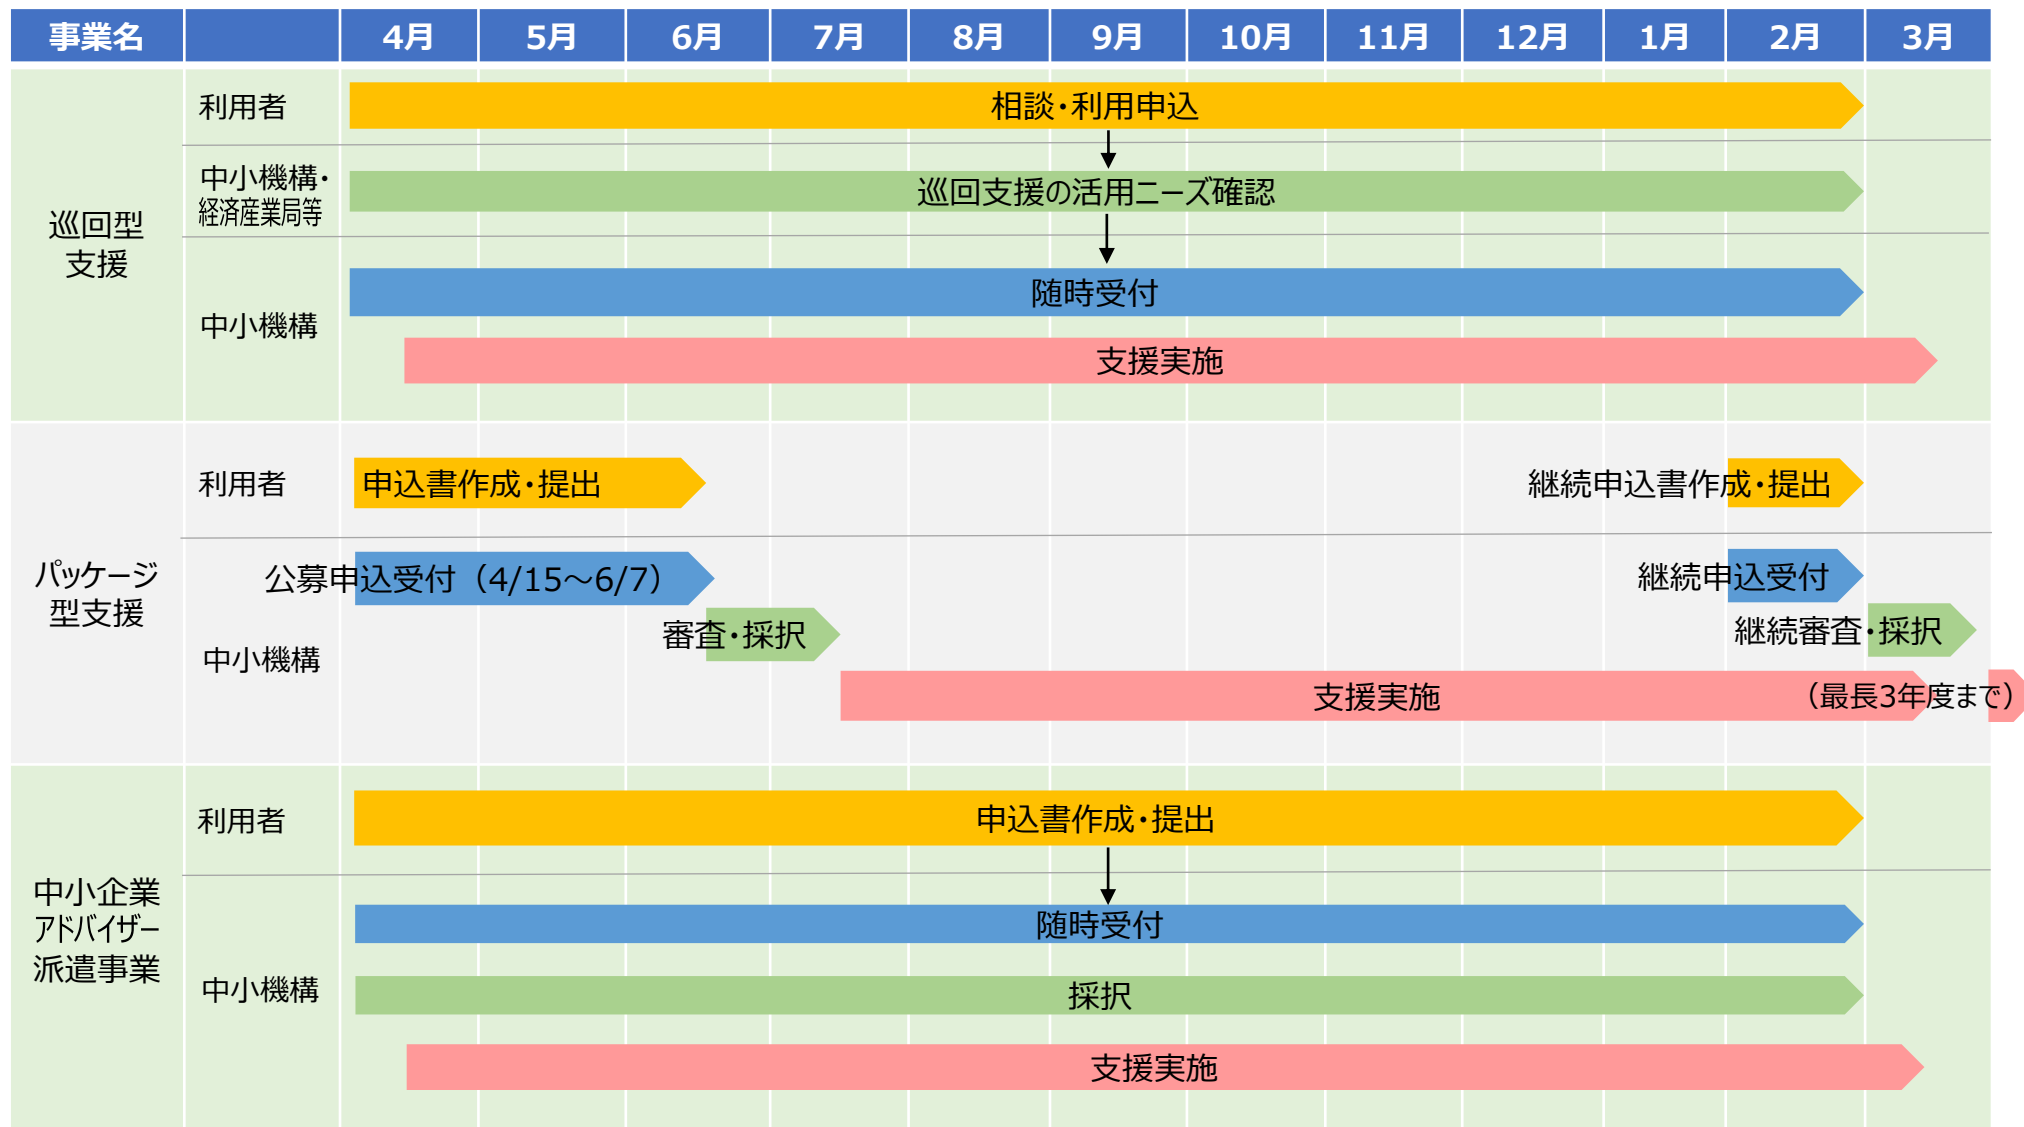 事業名 4月 5月 6月 7月 8月 9月 10月 11月 12月 1月 2月 3月
巡回型
支援
利用者
相談・利用申込
中小機構・
経済産業局等
巡回支援の活用ニーズ確認
中小機構
随時受付
支援実施
パッケージ
型支援
利用者
申込書作成・提出
継続申込書作成・提出
中小機構
公募申込受付（4/15～6/7）
継続申込受付
審査・採択
継続審査・採択
支援実施
（最長3年度まで）
中小企業
アドバイザー
派遣事業
利用者
申込書作成・提出
中小機構
随時受付
採択
支援実施